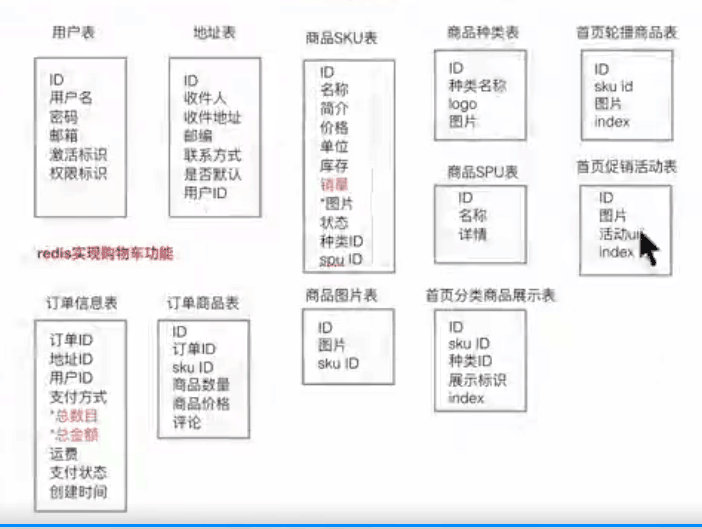 用户表
ID
用户名
密码
邮箱
激活标识
权限标识
地址表
ID
收件人
收件地址
邮编
联系方式
是否默认
用户ID
商品SKU表
ID
名称
简介
价格
单位
库存
销量
*图片
状态
种类ID
spu ID
商品种类表
ID
种类名称
logo
图片
首页轮播商品表
ID
sku id
图片
index
商品SPU表
ID
名称
详情
首页促销活动表
ID
图片
活动url
index
redis实现购物车功能
订单信息表
订单ID
地址ID
用户ID
支付方式
*总数目
*总金额
运费
支付状态
创建时间
订单商品表
ID
订单ID
sku ID
商品数量
商品价格
评论
商品图片表
ID
图片
sku ID
首页分类商品展示表
ID
sku ID
种类ID
展示标识
index